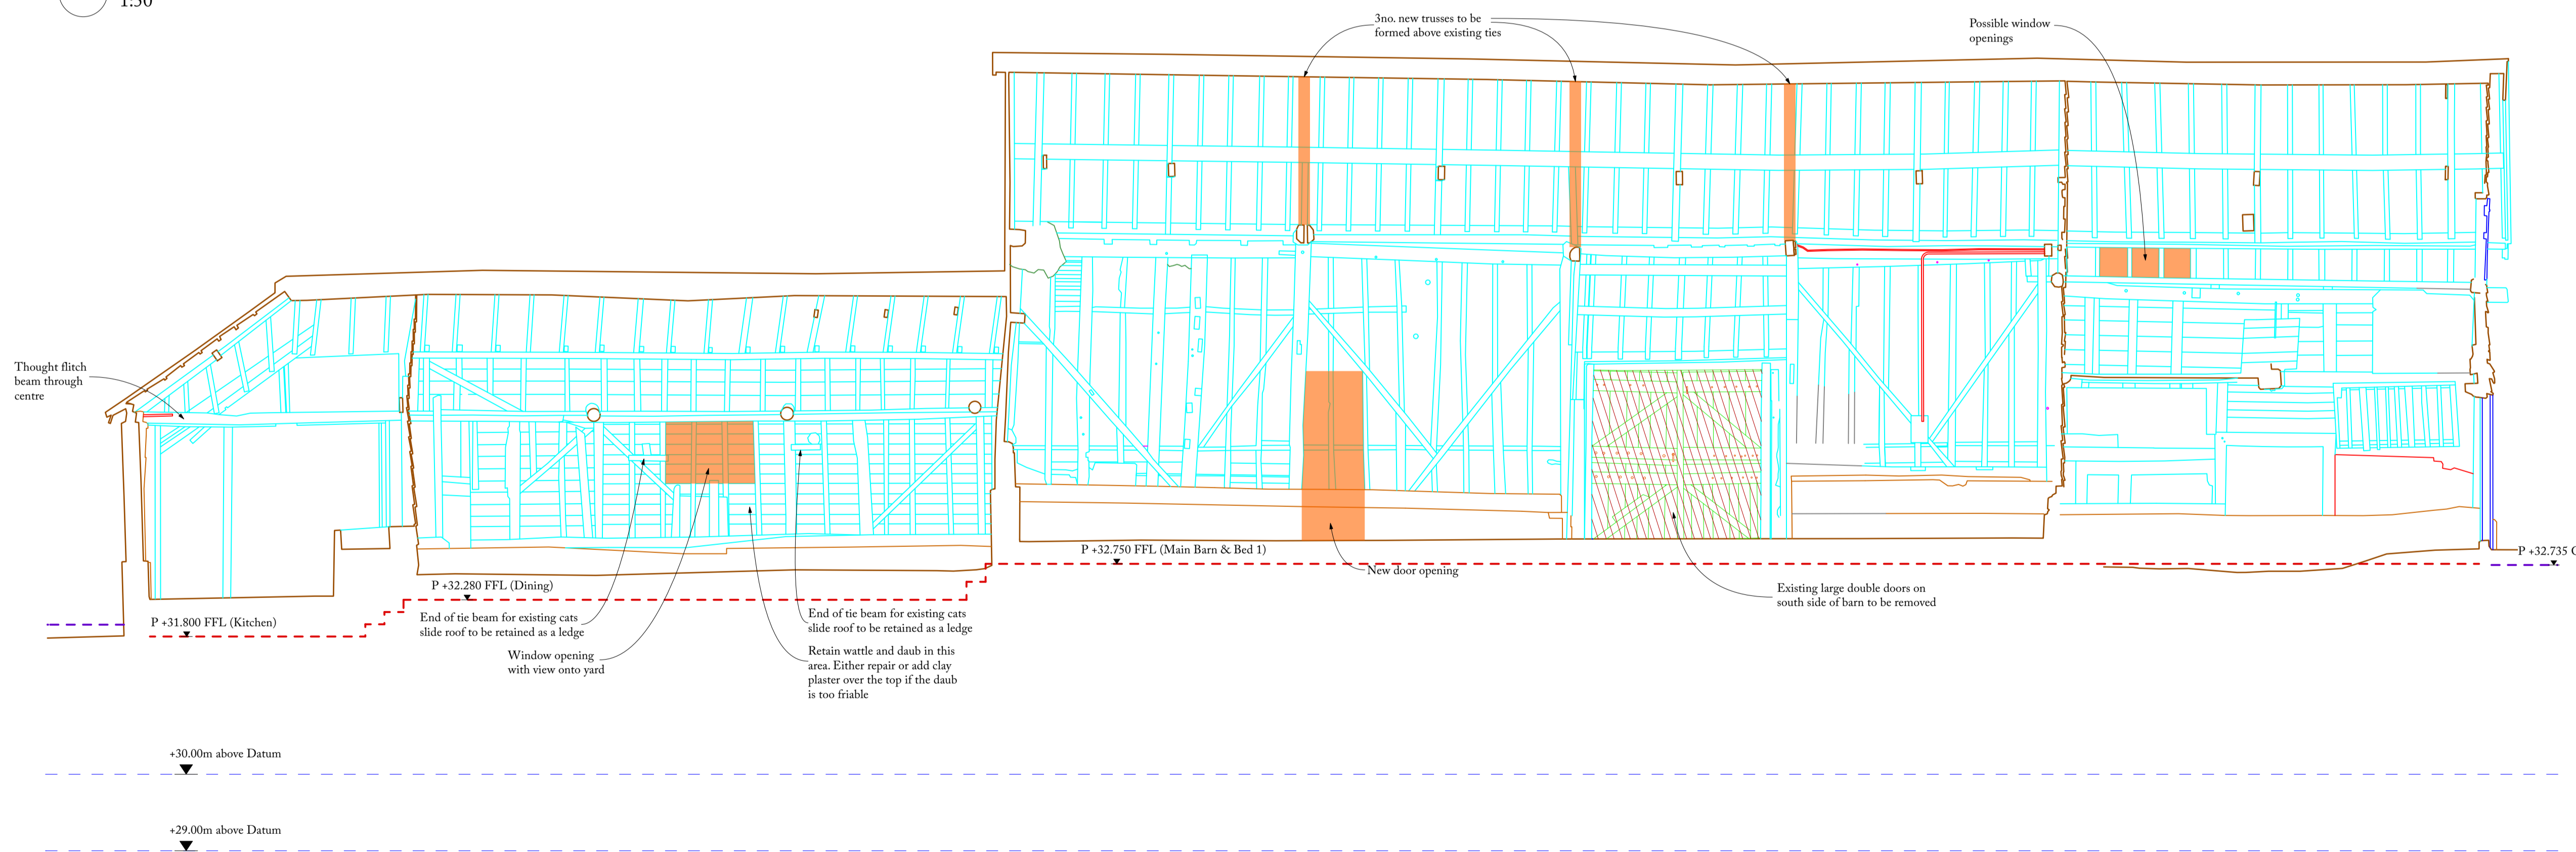 1:50
3no. new trusses to be
formed above existing ties
Possible window
openings
Thought flitch
beam through
centre
P +32.750 FFL (Main Barn & Bed 1)
P +32.735
New door opening
P +32.280 FFL (Dining)
Existing large double doors on
south side of barn to be removed
P +31.800 FFL (Kitchen)
End of tie beam for existing cats
slide roof to be retained as a ledge
End of tie beam for existing cats
slide roof to be retained as a ledge
Window opening
with view onto yard
Retain wattle and daub in this
area. Either repair or add clay
plaster over the top if the daub
is too friable
+30.00m above Datum
+29.00m above Datum